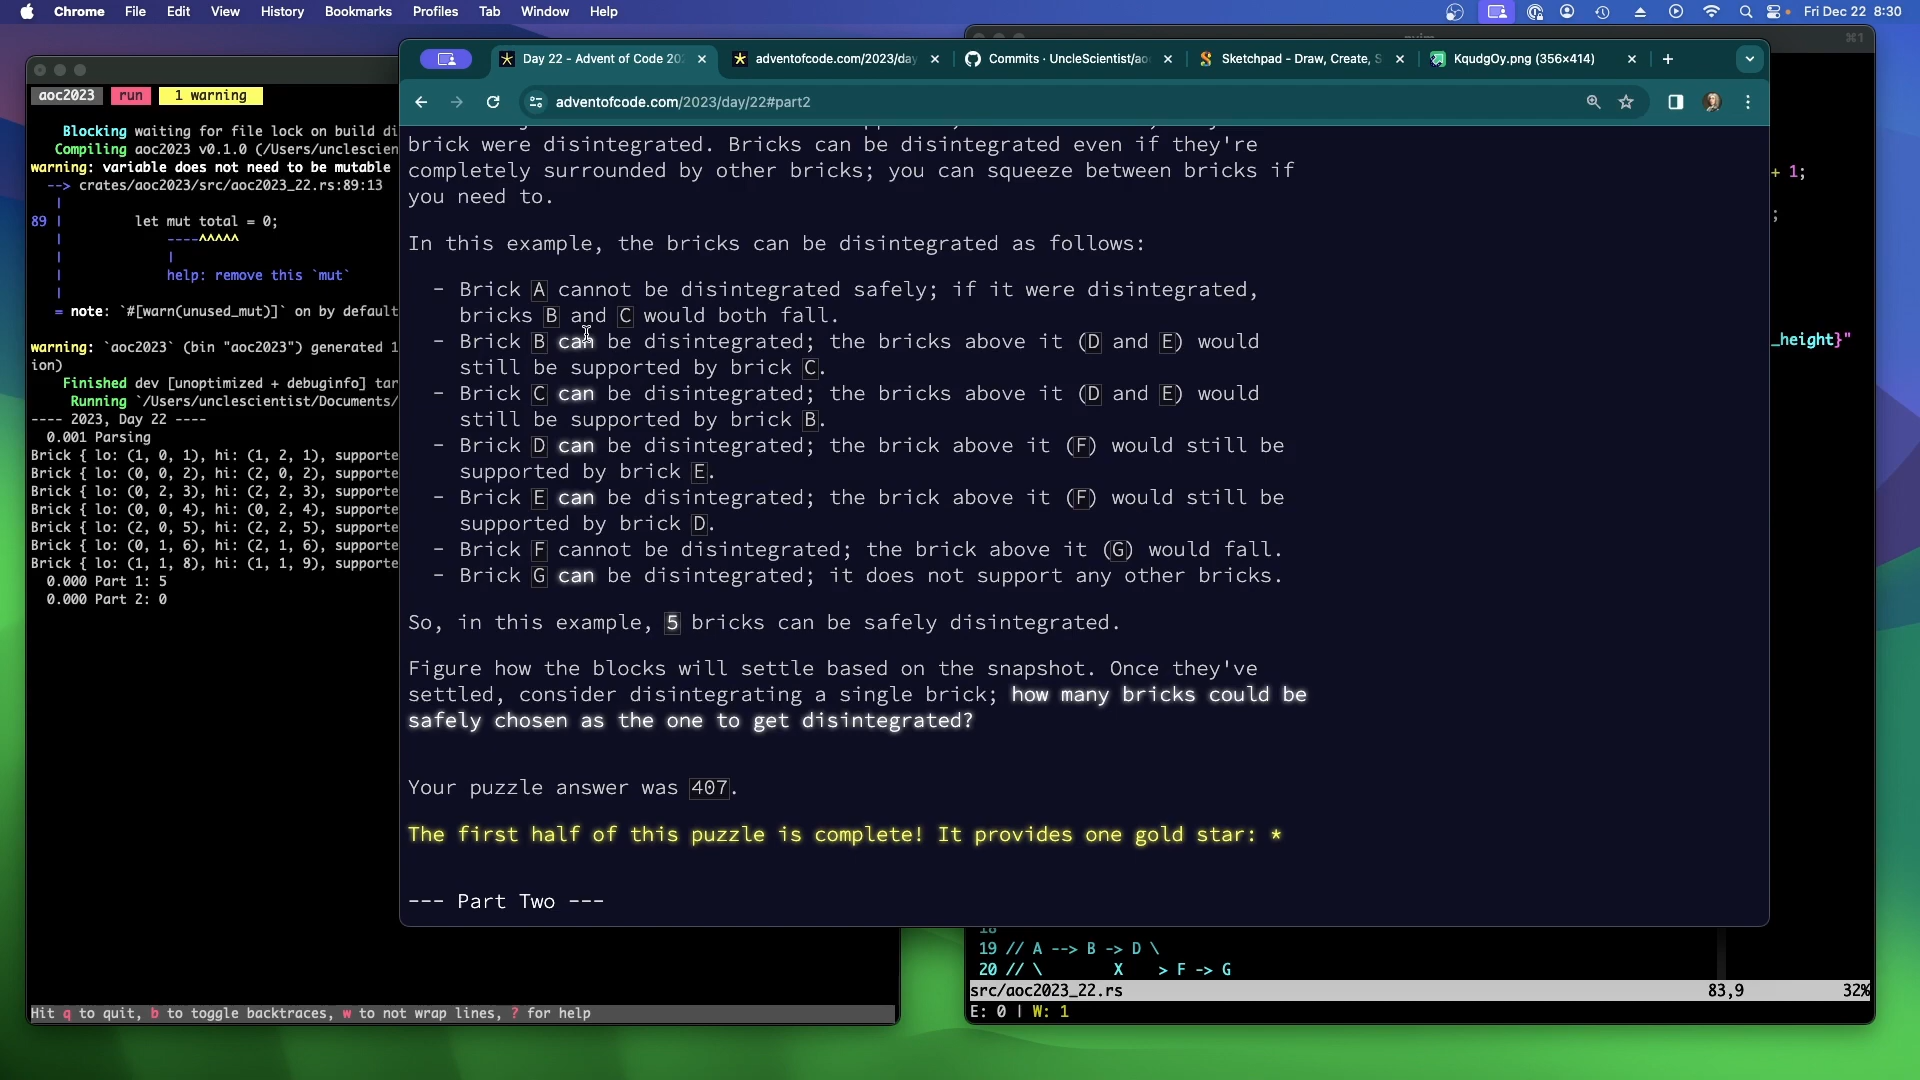 Chrome File Edit View History Bookmarks Profiles Tab Window Help Fri Dec 22 8:30
Day 22 - Advent of Code 20 adventofcode.com/2023/day Commits · UncleScientist/ao Sketchpad - Draw, Create, S KqudgOy.png (356×414)
adventofcode.com/2023/day/22#part2
aoc2023 run 1 warning
Blocking waiting for file lock on build di
Compiling aoc2023 v0.1.0 (/Users/unclescien
warning: variable does not need to be mutable
--> crates/aoc2023/src/aoc2023_22.rs:89:13
|
89 | let mut total = 0;
| ----^^^^^
| |
| help: remove this `mut`
|
= note: `#[warn(unused_mut)]` on by default
warning: `aoc2023` (bin "aoc2023") generated 1
ion)
Finished dev [unoptimized + debuginfo] tar
Running `/Users/unclescientist/Documents/
---- 2023, Day 22 ----
0.001 Parsing
Brick { lo: (1, 0, 1), hi: (1, 2, 1), supporte
Brick { lo: (0, 0, 2), hi: (2, 0, 2), supporte
Brick { lo: (0, 2, 3), hi: (2, 2, 3), supporte
Brick { lo: (0, 0, 4), hi: (0, 2, 4), supporte
Brick { lo: (2, 0, 5), hi: (2, 2, 5), supporte
Brick { lo: (0, 1, 6), hi: (2, 1, 6), supporte
Brick { lo: (1, 1, 8), hi: (1, 1, 9), supporte
0.000 Part 1: 5
0.000 Part 2: 0
Hit q to quit, b to toggle backtraces, w to not wrap lines, ? for help
brick were disintegrated. Bricks can be disintegrated even if they're
completely surrounded by other bricks; you can squeeze between bricks if
you need to.
In this example, the bricks can be disintegrated as follows:
- Brick A cannot be disintegrated safely; if it were disintegrated,
bricks B and C would both fall.
- Brick B can be disintegrated; the bricks above it (D and E) would
still be supported by brick C.
- Brick C can be disintegrated; the bricks above it (D and E) would
still be supported by brick B.
- Brick D can be disintegrated; the brick above it (F) would still be
supported by brick E.
- Brick E can be disintegrated; the brick above it (F) would still be
supported by brick D.
- Brick F cannot be disintegrated; the brick above it (G) would fall.
- Brick G can be disintegrated; it does not support any other bricks.
So, in this example, 5 bricks can be safely disintegrated.
Figure how the blocks will settle based on the snapshot. Once they've
settled, consider disintegrating a single brick; how many bricks could be
safely chosen as the one to get disintegrated?
Your puzzle answer was 407.
The first half of this puzzle is complete! It provides one gold star: *
--- Part Two ---
⌘1
+ 1;
;
_height}"
18
19 // A --> B -> D \
20 // \ X > F -> G
src/aoc2023_22.rs 83,9 32%
E: 0 | W: 1